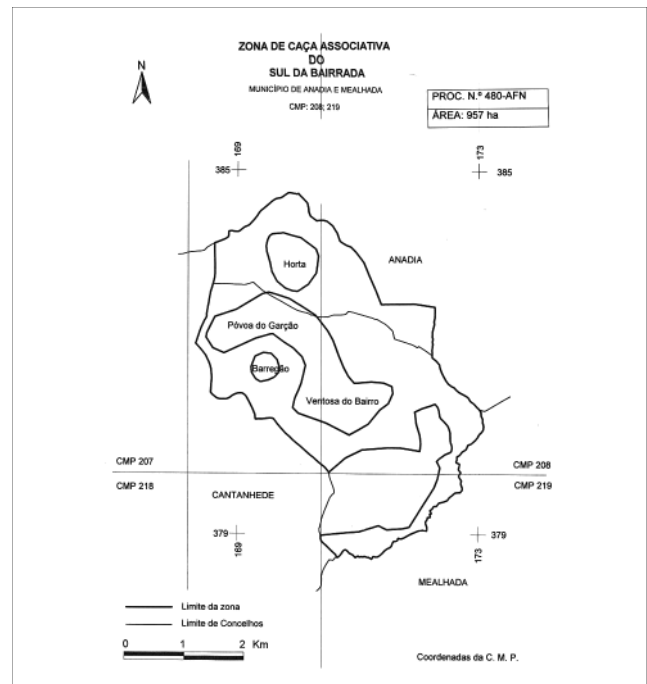 ZONA DE CAÇA ASSOCIATIVA
DO
SUL DA BAIRRADA
MUNICÍPIO DE ANADIA E MEALHADA
CMP: 208; 219
N
PROC. N.º 480-AFN
ÁREA: 957 ha
169
173
385
385
ANADIA
Horta
Póvoa do Garção
Barregão
Ventosa do Bairro
CMP 207
CMP 208
CMP 218
CMP 219
CANTANHEDE
379
379
169
173
MEALHADA
Limite da zona
Limite de Concelhos
0 1 2 Km
Coordenadas da C. M. P.